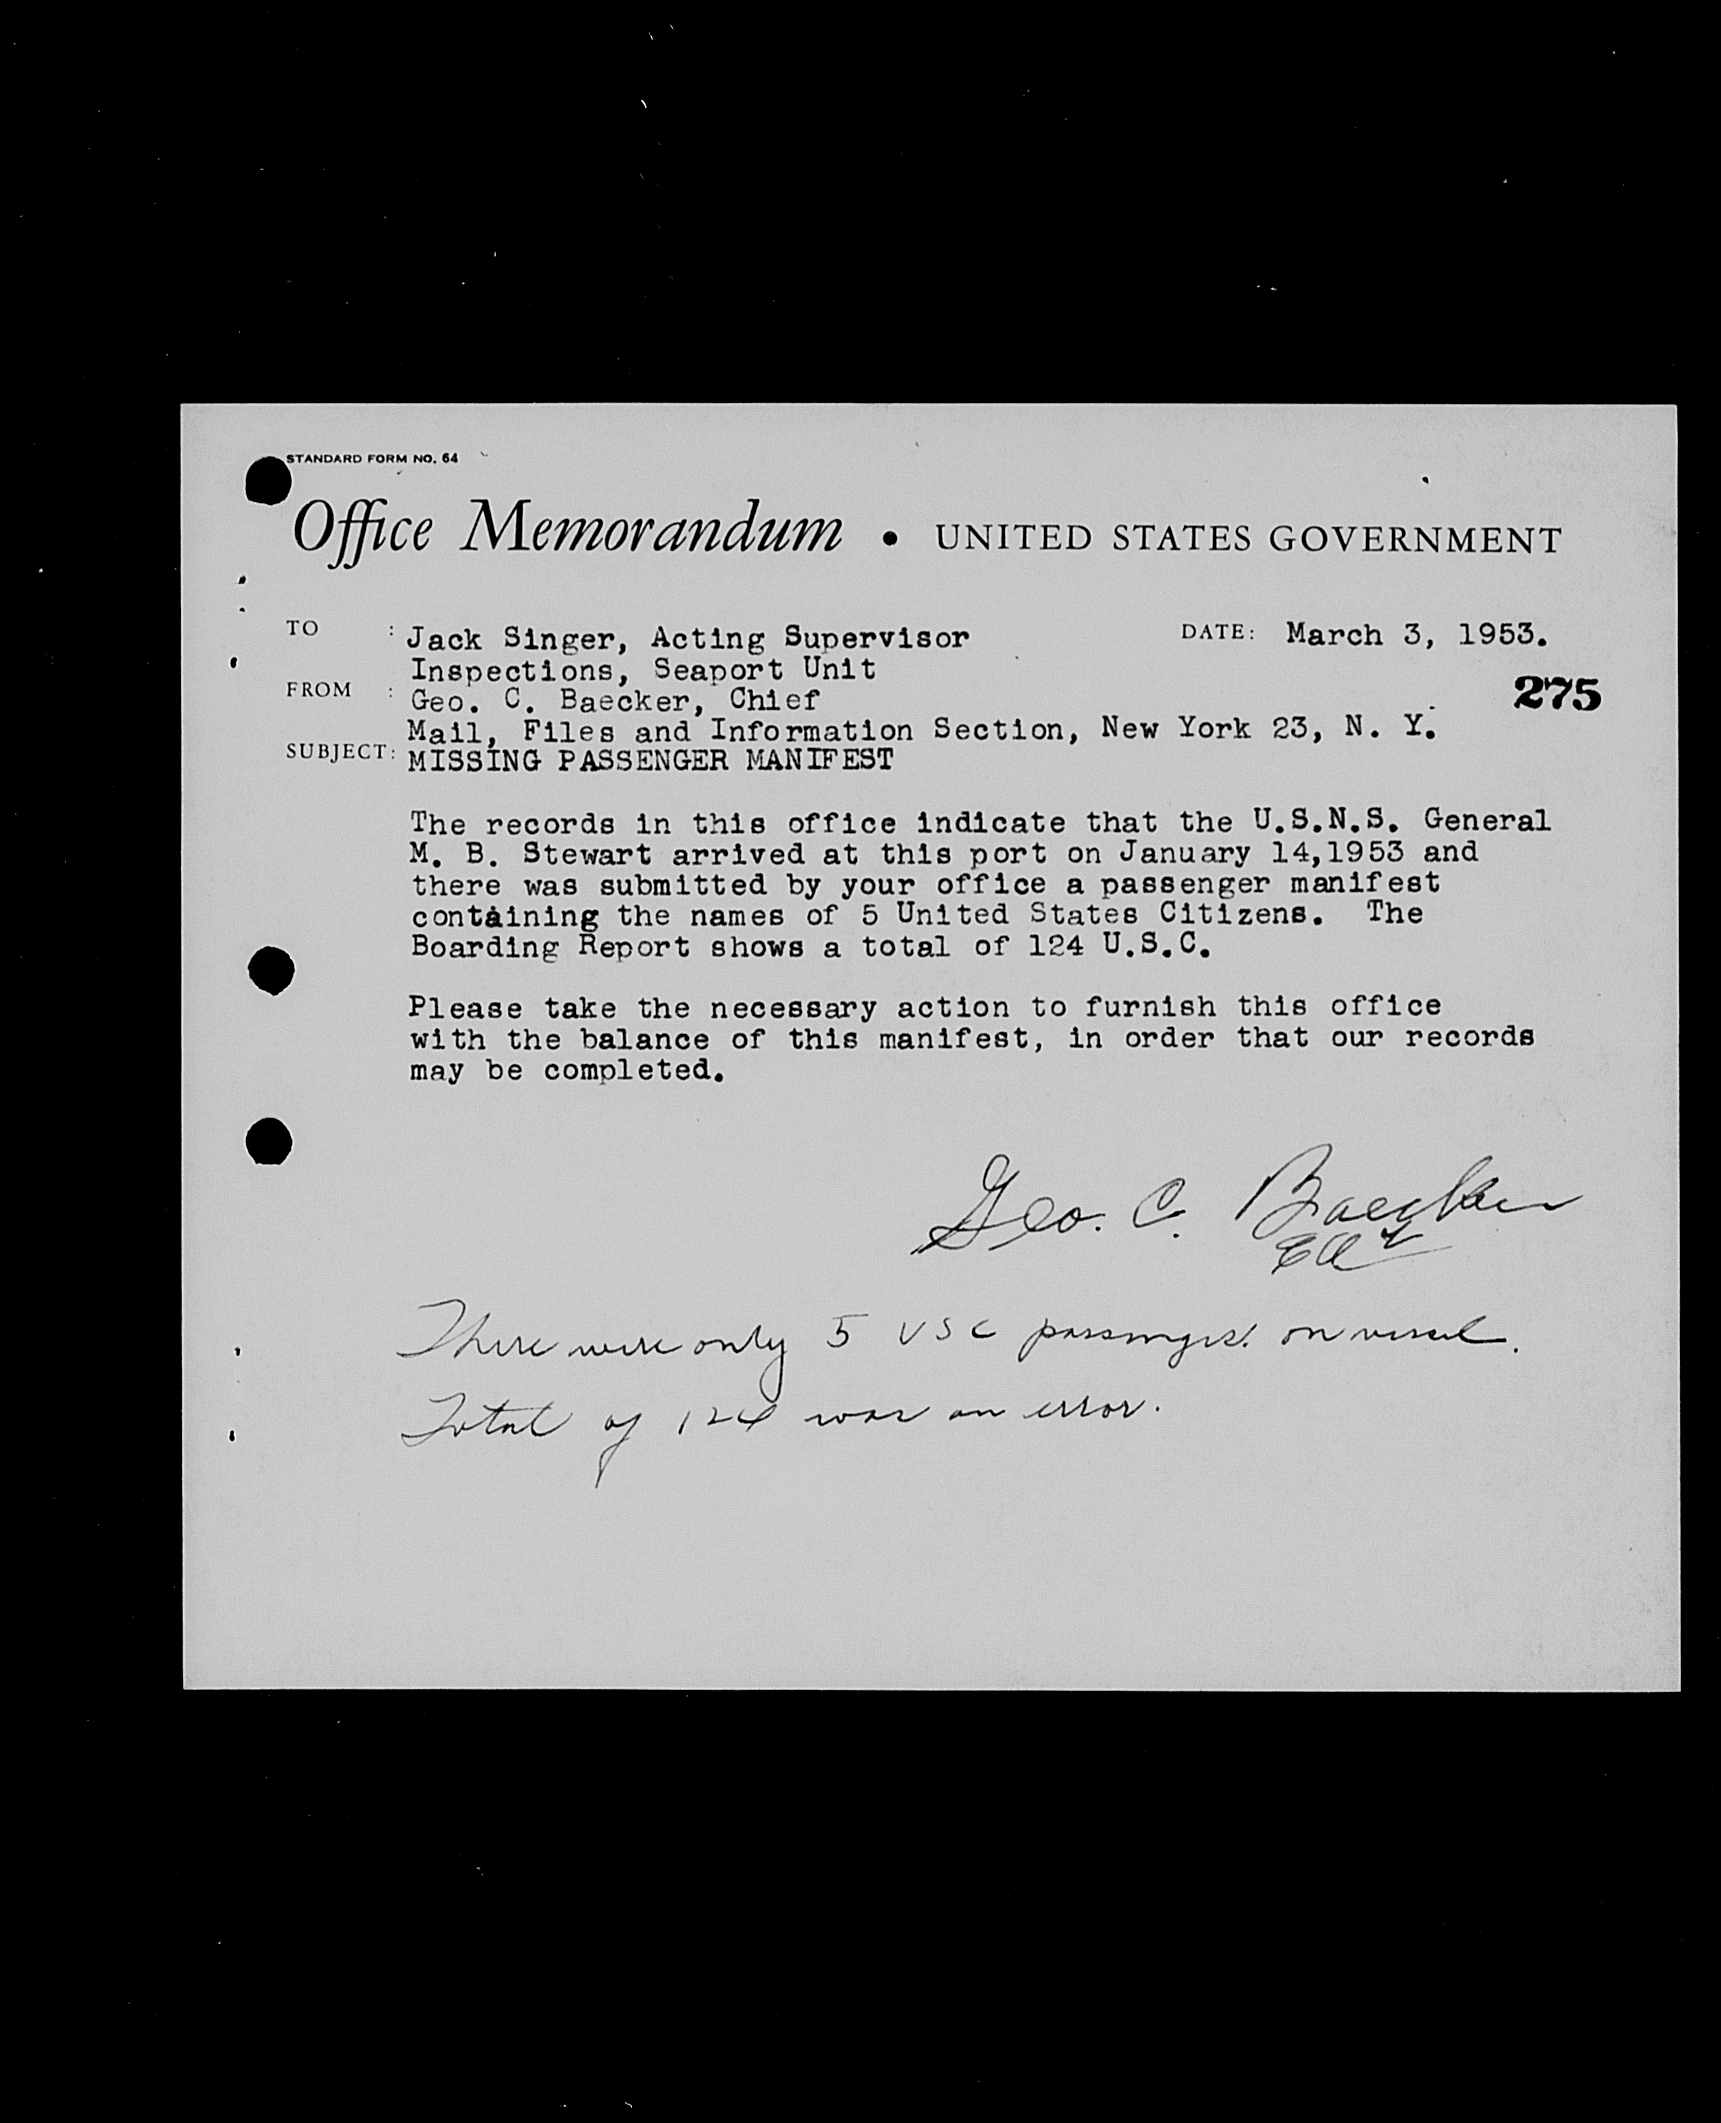 STANDARD FORM NO. 64
Office Memorandum • UNITED STATES GOVERNMENT
TO : Jack Singer, Acting Supervisor DATE: March 3, 1953.
Inspections, Seaport Unit
FROM : Geo. C. Baecker, Chief 275
Mail, Files and Information Section, New York 23, N. Y.
SUBJECT: MISSING PASSENGER MANIFEST
The records in this office indicate that the U.S.N.S. General
M. B. Stewart arrived at this port on January 14,1953 and
there was submitted by your office a passenger manifest
containing the names of 5 United States Citizens. The
Boarding Report shows a total of 124 U.S.C.
Please take the necessary action to furnish this office
with the balance of this manifest, in order that our records
may be completed.
Geo. C. Baecker
There were only 5 USC passengers on vessel.
Total of 124 was an error.